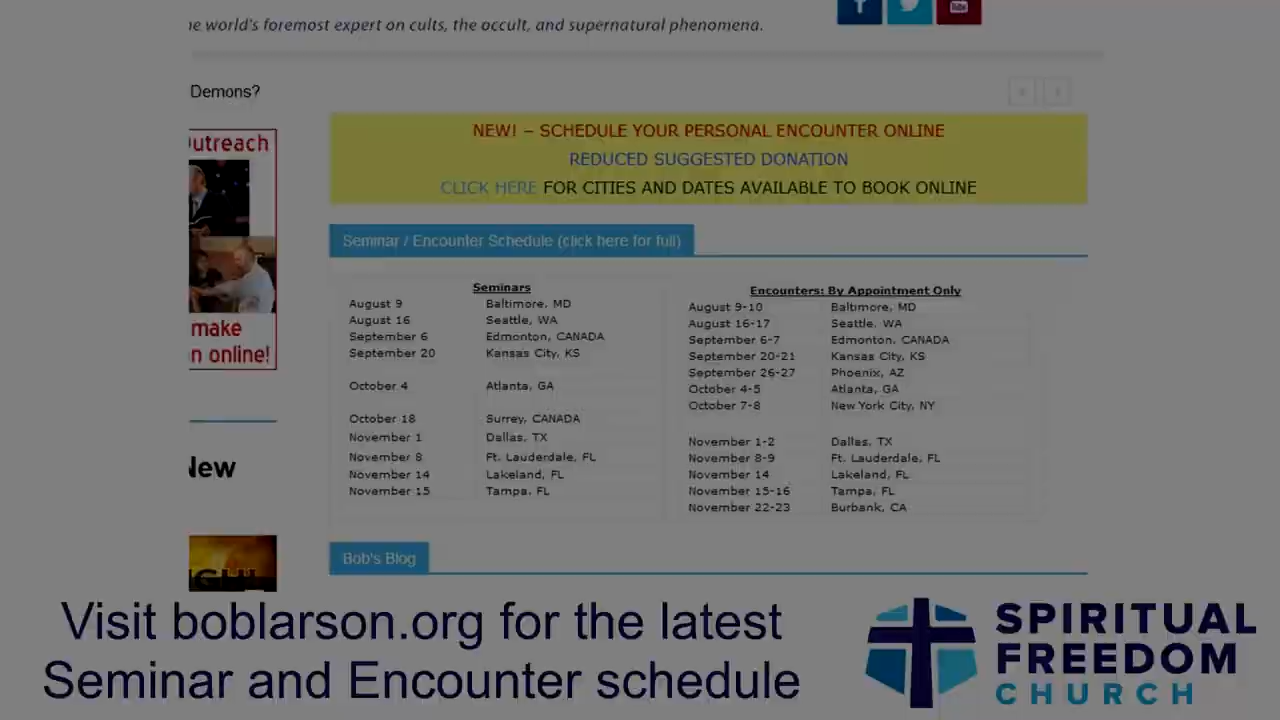 he world's foremost expert on cults, the occult, and supernatural phenomena.
Demons?
utreach
make
n online!
New
NEW! – SCHEDULE YOUR PERSONAL ENCOUNTER ONLINE
REDUCED SUGGESTED DONATION
CLICK HERE FOR CITIES AND DATES AVAILABLE TO BOOK ONLINE
Seminar / Encounter Schedule (click here for full)
Seminars
August 9 Baltimore, MD
August 16 Seattle, WA
September 6 Edmonton, CANADA
September 20 Kansas City, KS
October 4 Atlanta, GA
October 18 Surrey, CANADA
November 1 Dallas, TX
November 8 Ft. Lauderdale, FL
November 14 Lakeland, FL
November 15 Tampa, FL
Encounters: By Appointment Only
August 9-10 Baltimore, MD
August 16-17 Seattle, WA
September 6-7 Edmonton, CANADA
September 20-21 Kansas City, KS
September 26-27 Phoenix, AZ
October 4-5 Atlanta, GA
October 7-8 New York City, NY
November 1-2 Dallas, TX
November 8-9 Ft. Lauderdale, FL
November 14 Lakeland, FL
November 15-16 Tampa, FL
November 22-23 Burbank, CA
Bob's Blog
Visit boblarson.org for the latest
Seminar and Encounter schedule
SPIRITUAL
FREEDOM
CHURCH